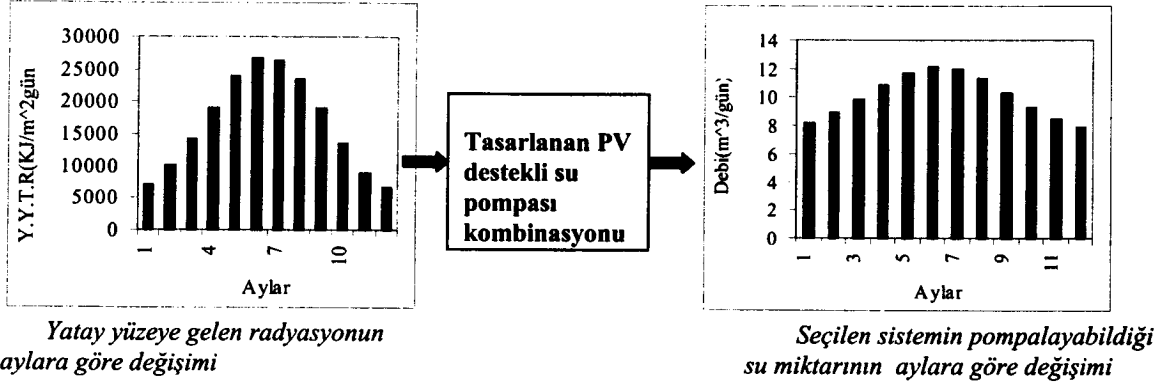 30000
25000
20000
15000
10000
5000
0
Y.Y.T.R(KJ/m^2gün
1
4
7
10
Aylar
Tasarlanan PV
destekli su
pompası
kombinasyonu
14
12
10
8
6
4
2
0
Debi(m^3/gün)
1
3
5
7
9
11
Aylar
Yatay yüzeye gelen radyasyonun
aylara göre değişimi
Seçilen sistemin pompalayabildiği
su miktarının aylara göre değişimi